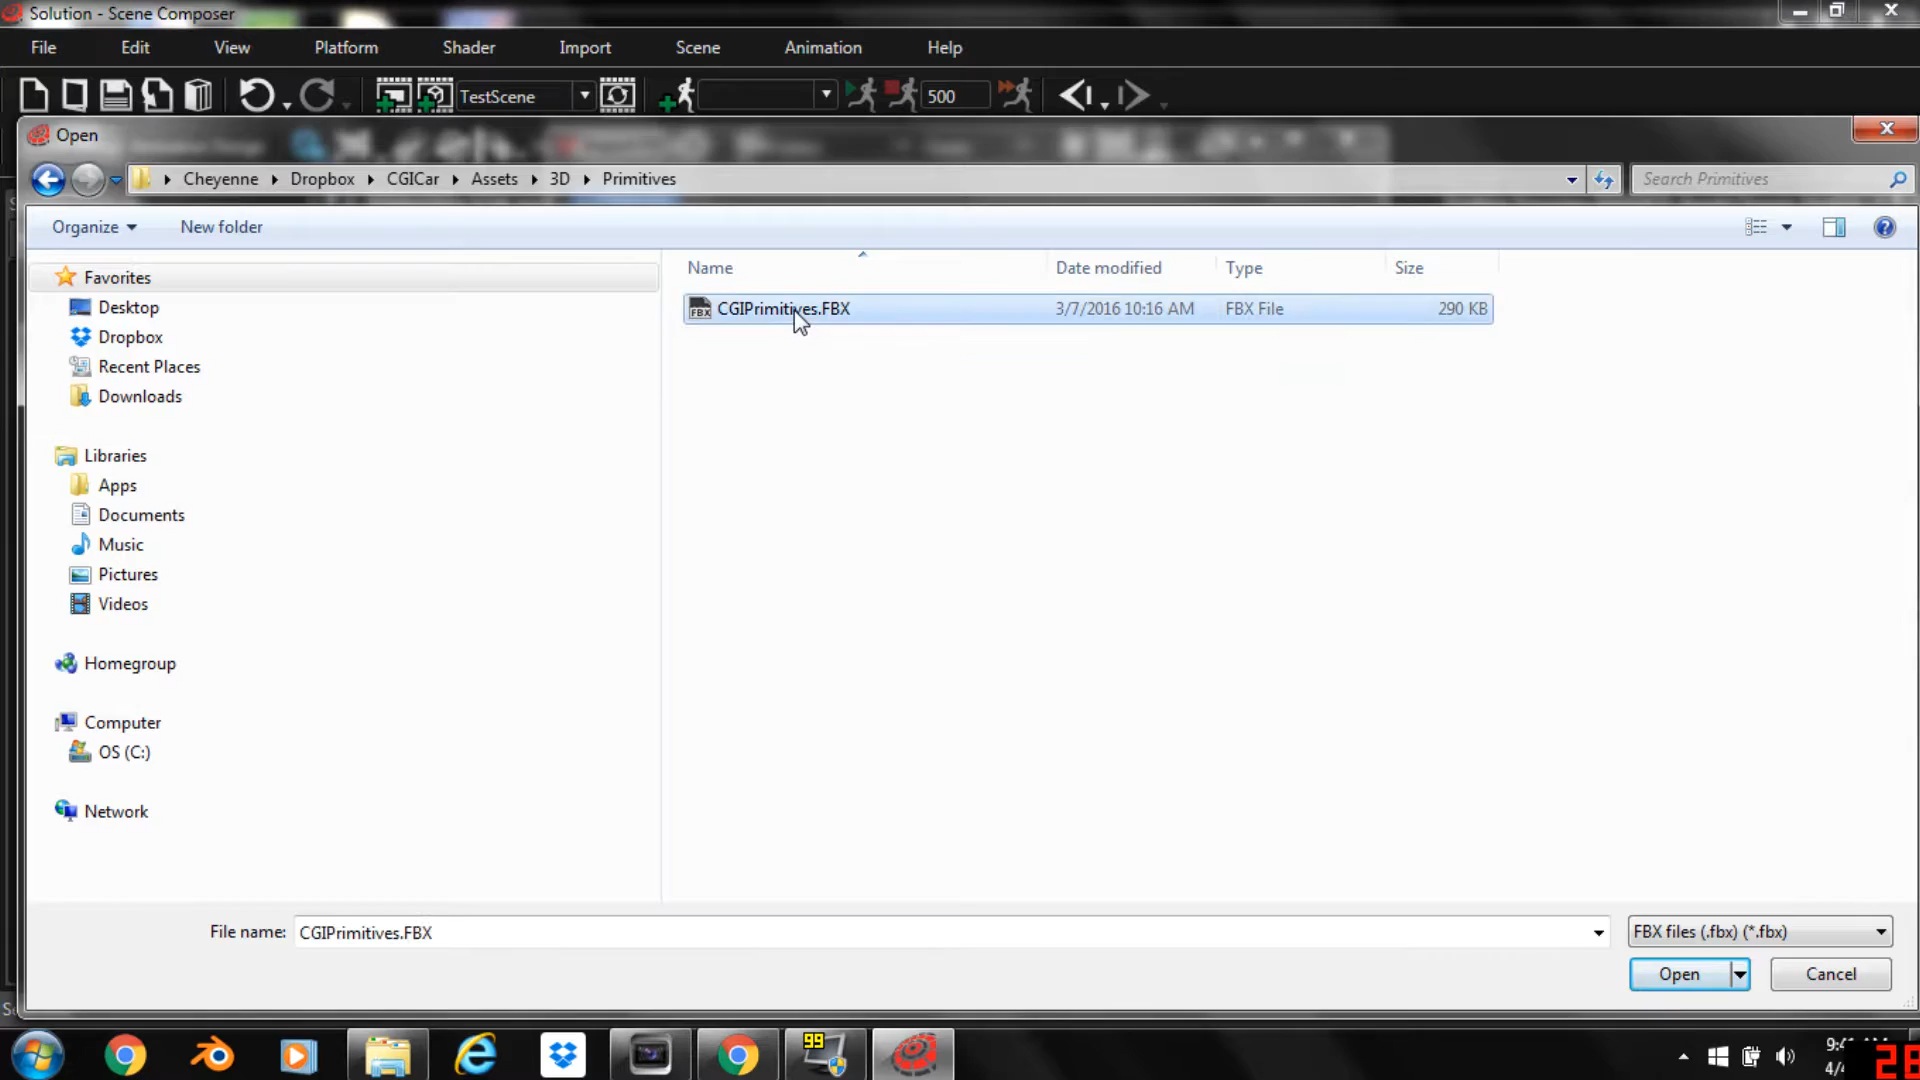 Solution - Scene Composer
File Edit View Platform Shader Import Scene Animation Help
TestScene 500
Open
Cheyenne Dropbox CGICar Assets 3D Primitives Search Primitives
Organize New folder
Name Date modified Type Size
CGIPrimitives.FBX 3/7/2016 10:16 AM FBX File 290 KB
Favorites
Desktop
Dropbox
Recent Places
Downloads
Libraries
Apps
Documents
Music
Pictures
Videos
Homegroup
Computer
OS (C:)
Network
File name: CGIPrimitives.FBX FBX files (.fbx) (*.fbx)
Open Cancel
FBX
99
28